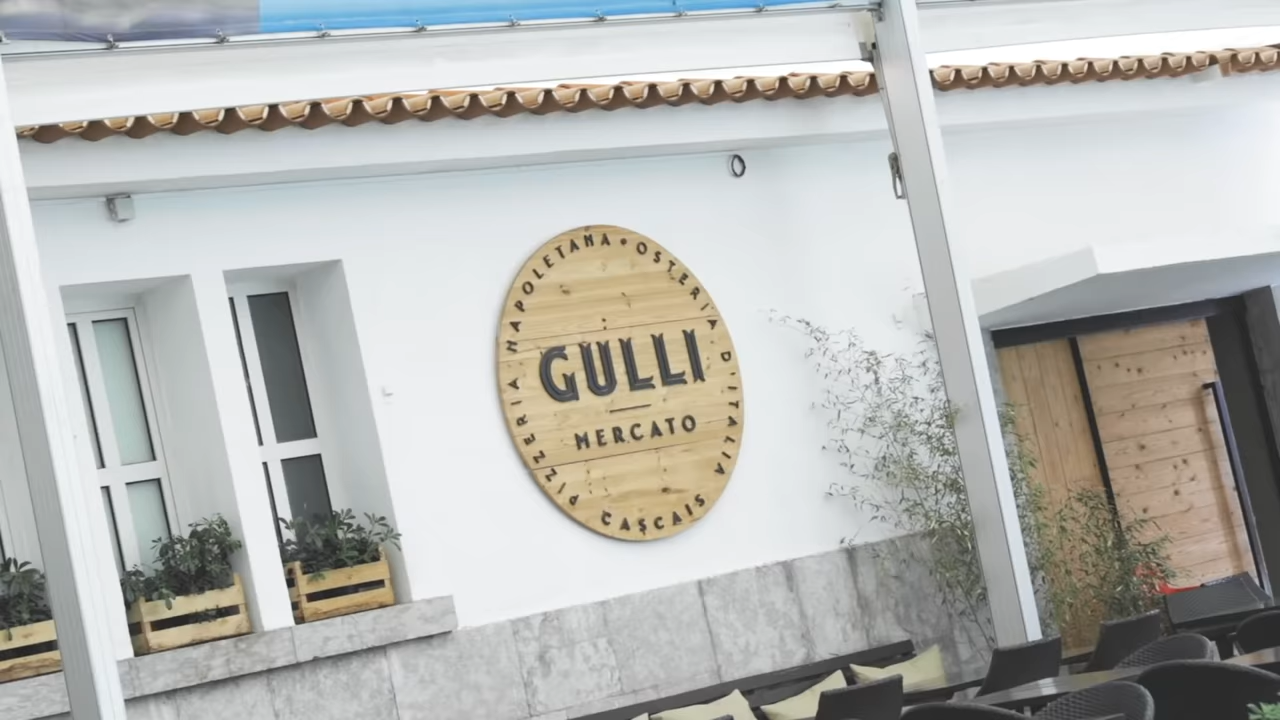 PIZZERIA NAPOLETANA • OSTERIA D'ITALIA
GULLI
MERCATO
CASCAIS